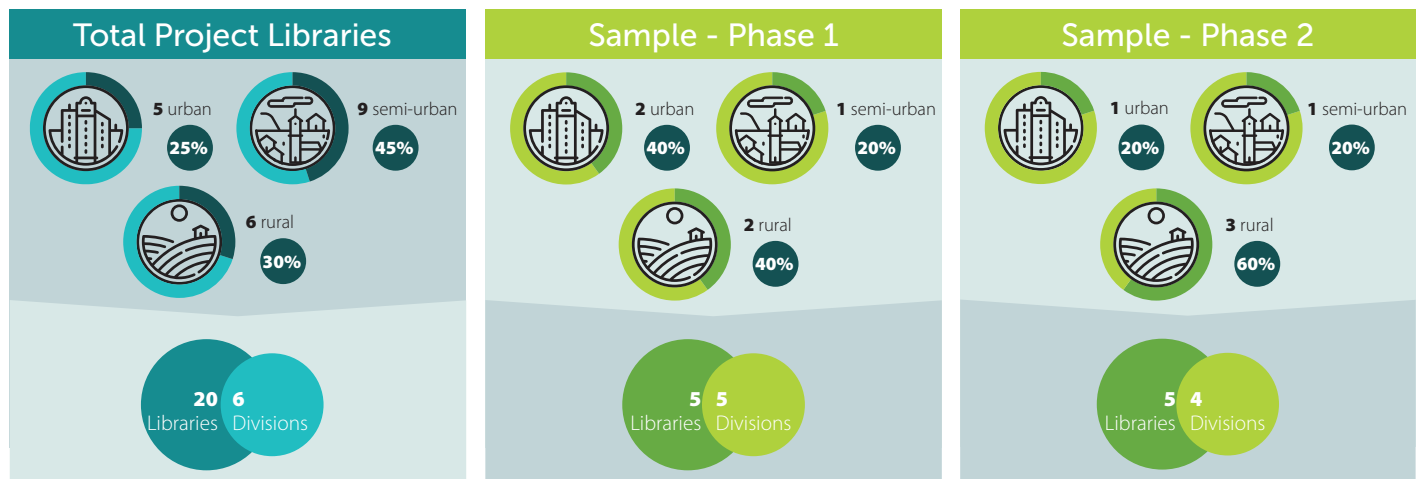 Total Project Libraries
5 urban
25%
9 semi-urban
45%
6 rural
30%
20 Libraries
6 Divisions
Sample - Phase 1
2 urban
40%
1 semi-urban
20%
2 rural
40%
5 Libraries
5 Divisions
Sample - Phase 2
1 urban
20%
1 semi-urban
20%
3 rural
60%
5 Libraries
4 Divisions